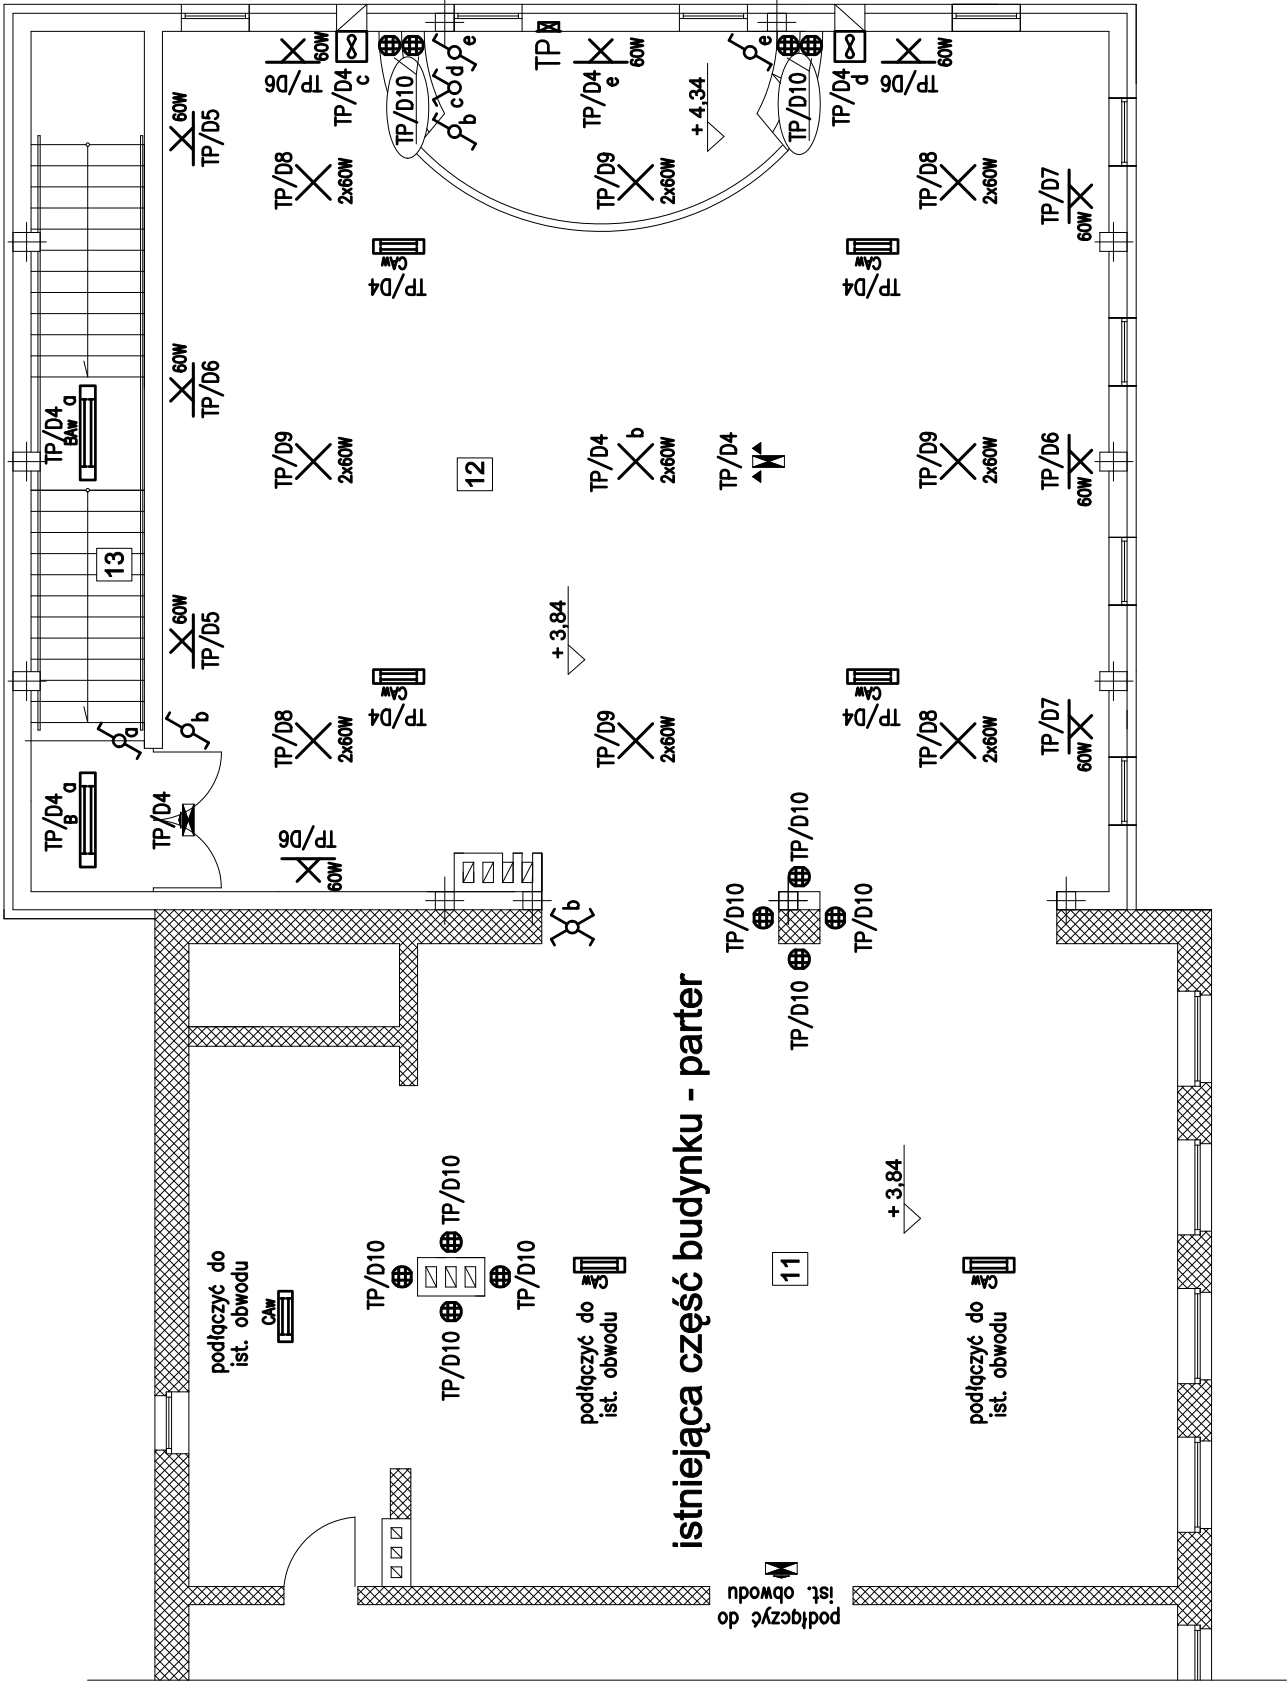 60W
TP/D6
TP/D4
c
TP/D10
e
d
c
b
TP
60W
TP/D4
e
+ 4,34
e
TP/D10
TP/D4
d
60W
TP/D6
60W
TP/D5
TP/D8
2x60W
TP/D9
2x60W
TP/D8
2x60W
TP/D7
60W
CAw
TP/D4
CAw
TP/D4
60W
TP/D6
TP/D4
BAw
a
TP/D9
2x60W
12
TP/D4
b
2x60W
TP/D4
TP/D9
2x60W
TP/D6
60W
13
60W
TP/D5
+ 3,84
CAw
TP/D4
CAw
TP/D4
a
b
TP/D8
2x60W
TP/D9
2x60W
TP/D8
2x60W
TP/D7
60W
TP/D4
B
a
TP/D4
TP/D6
60W
b
TP/D10
TP/D10
TP/D10
TP/D10
istniejąca część budynku - parter
+ 3,84
11
podłączyć do
ist. obwodu
CAw
TP/D10
TP/D10
TP/D10
TP/D10
CAw
podłączyć do
ist. obwodu
CAw
podłączyć do
ist. obwodu
podłączyć do
ist. obwodu